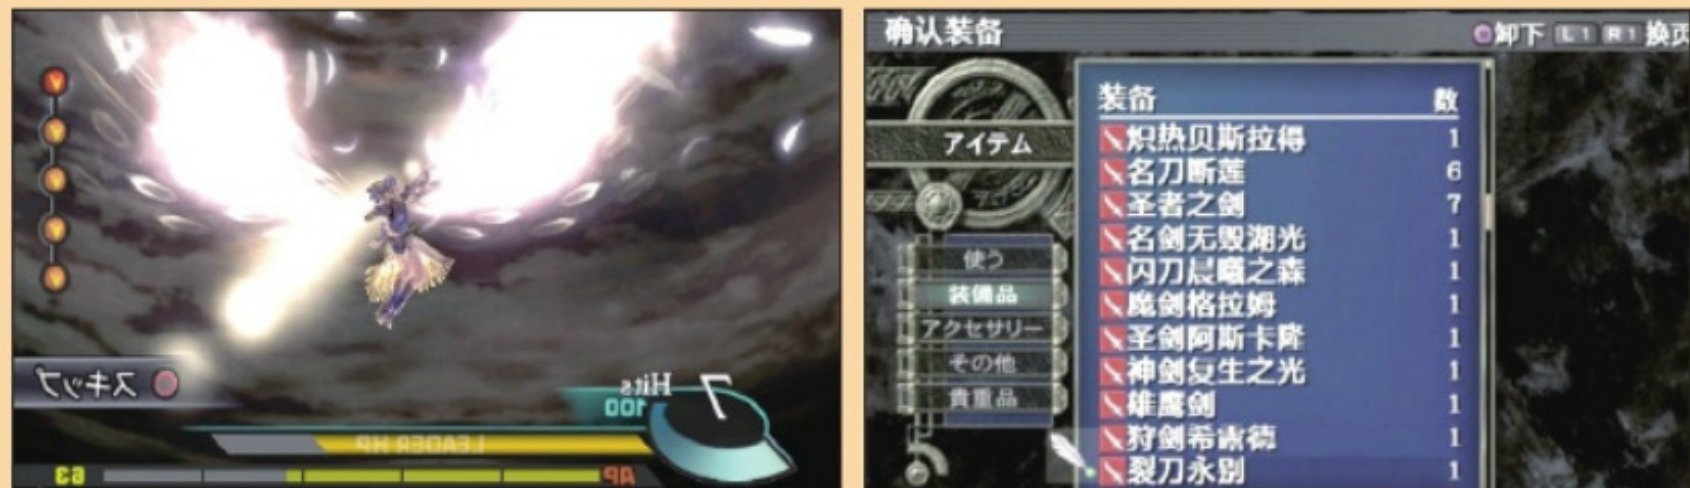 スキップ
7
Hits
100
LEADER HP
AP
63
确认装备
卸下 L1 R1 换页
アイテム
使う
装備品
アクセサリー
その他
貴重品
装备 数
炽热贝斯拉得 1
名刀断莲 6
圣者之剑 7
名剑无毁湖光 1
闪刀晨曦之森 1
魔剑格拉姆 1
圣剑阿斯卡隆 1
神剑复生之光 1
雄鹰剑 1
狩剑希索德 1
裂刀永别 1